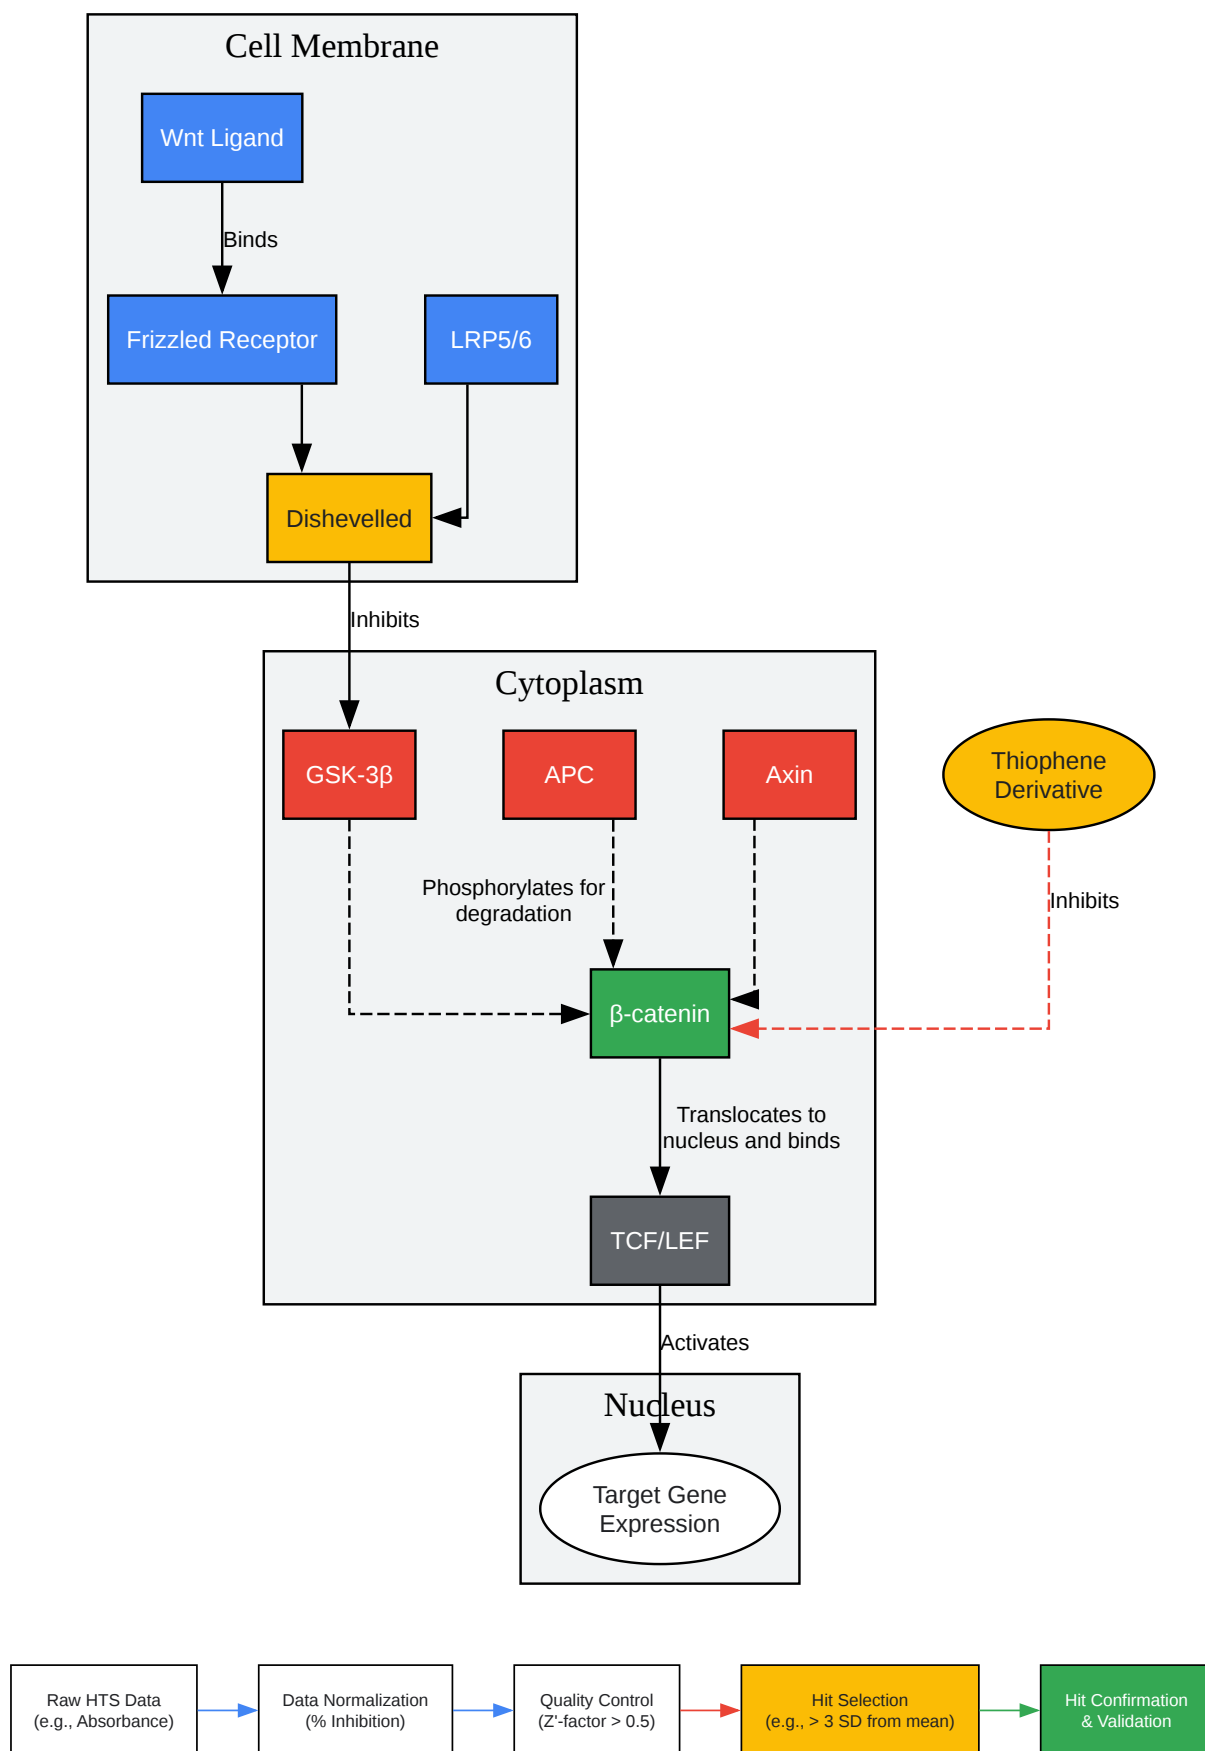 Cell Membrane
Wnt Ligand
Binds
Frizzled Receptor
LRP5/6
Dishevelled
Inhibits
Cytoplasm
GSK-3β
APC
Axin
Thiophene
Derivative
Phosphorylates for
degradation
Inhibits
β-catenin
Translocates to
nucleus and binds
TCF/LEF
Activates
Nucleus
Target Gene
Expression
Raw HTS Data
(e.g., Absorbance)
Data Normalization
(% Inhibition)
Quality Control
(Z'-factor > 0.5)
Hit Selection
(e.g., > 3 SD from mean)
Hit Confirmation
& Validation